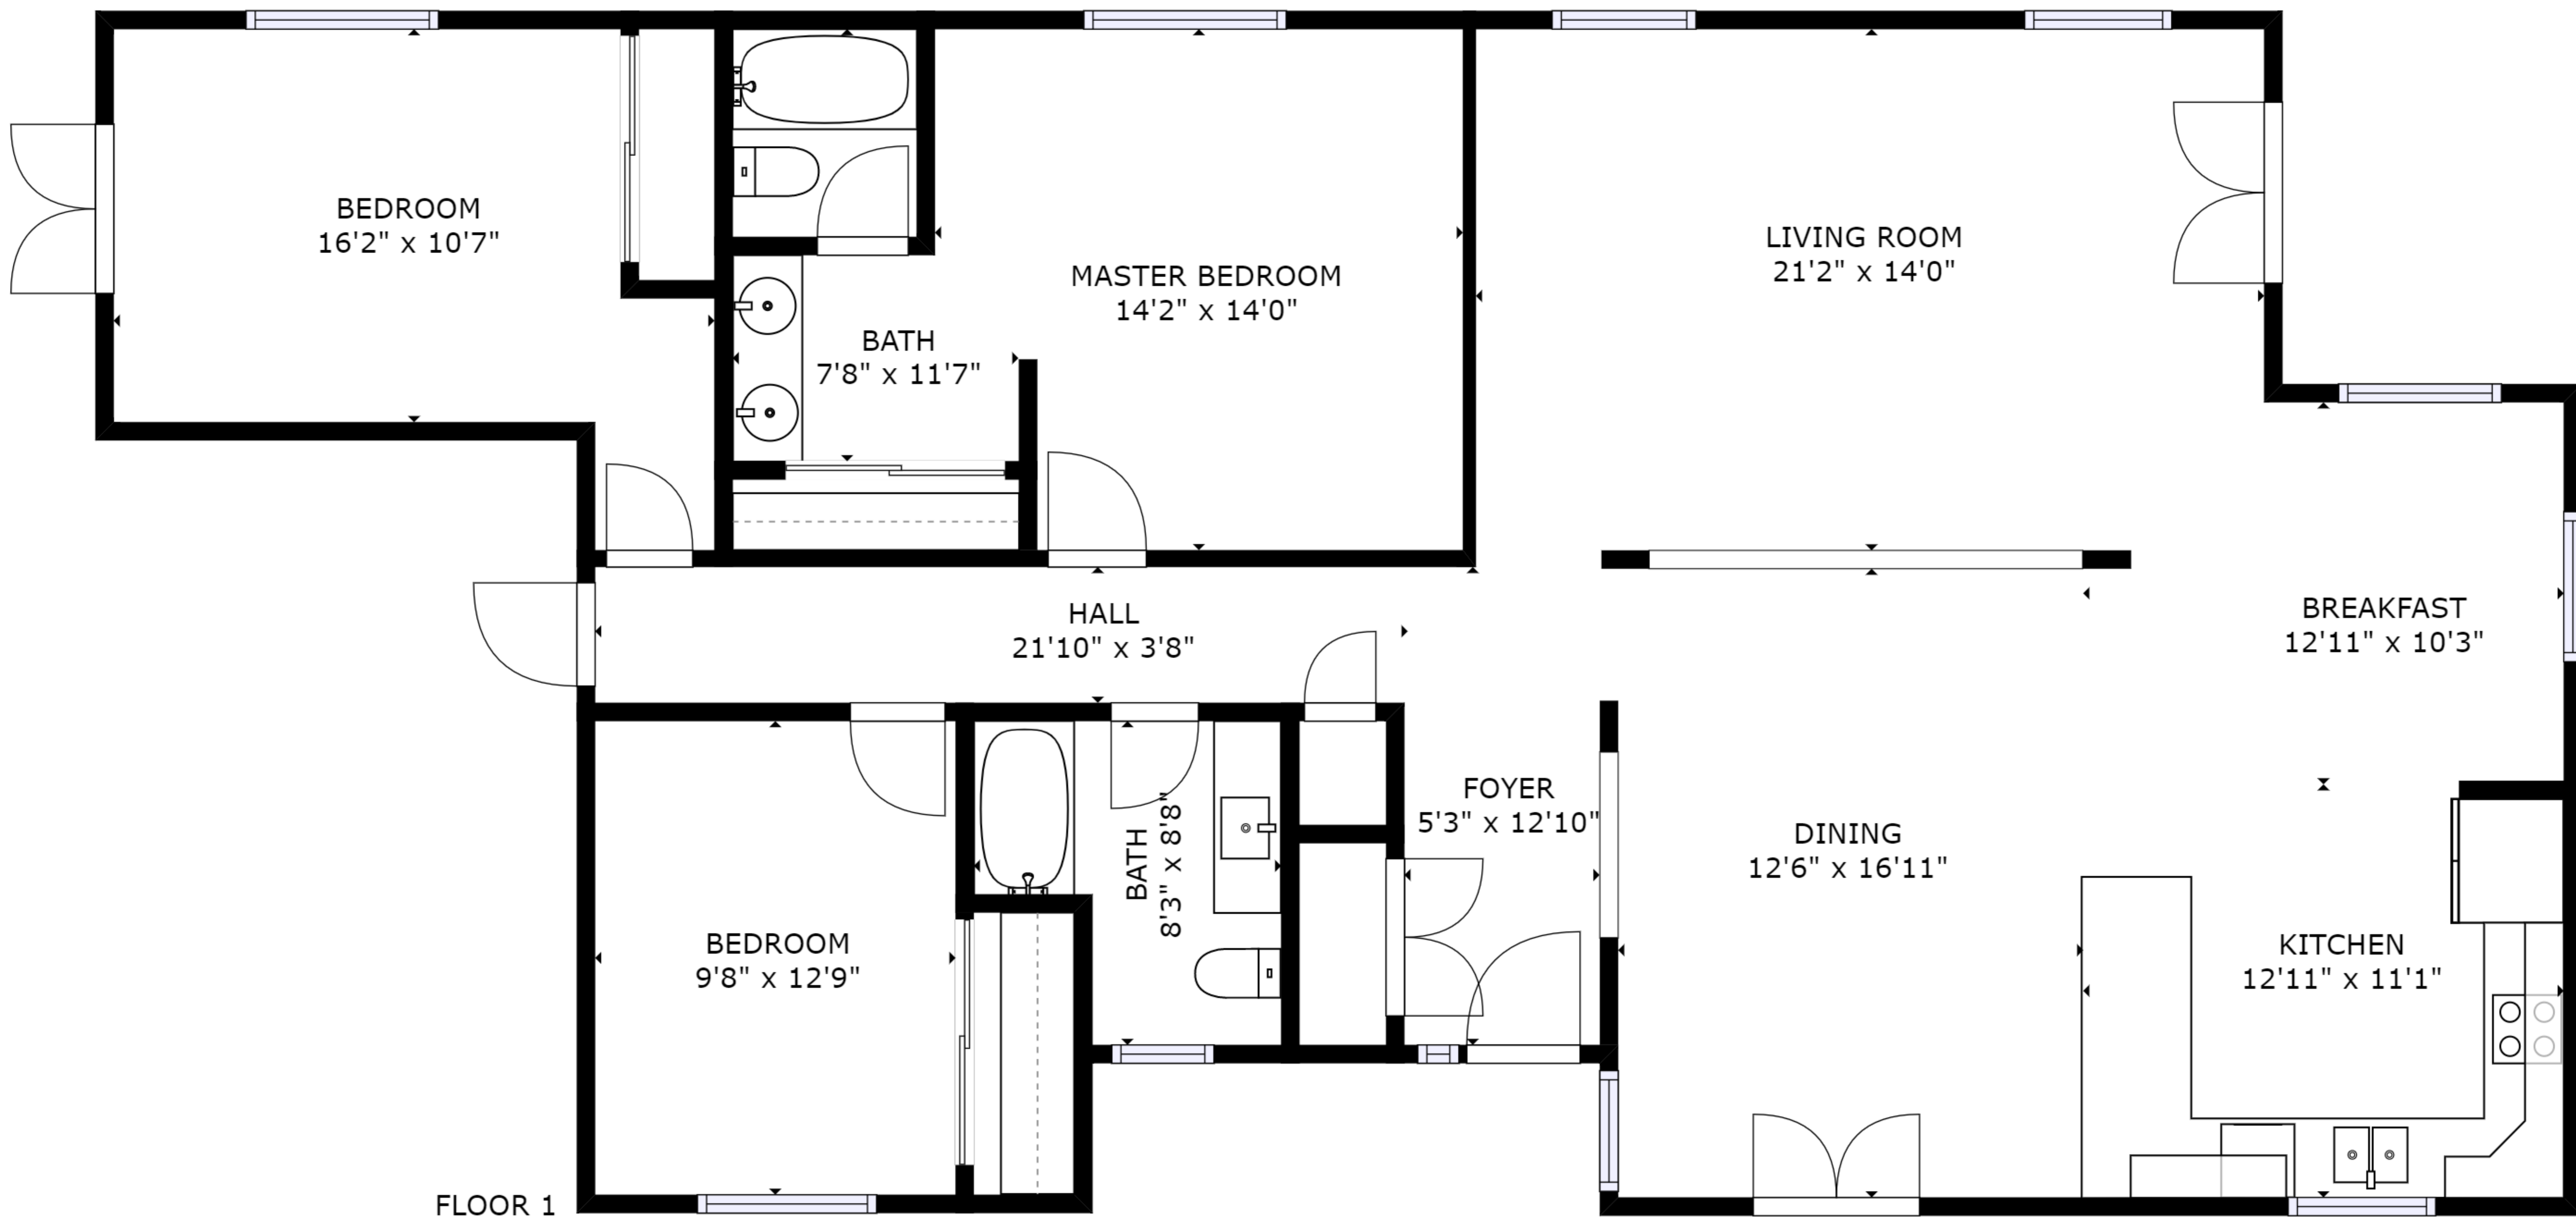 BEDROOM
16'2" x 10'7"
LIVING ROOM
21'2" x 14'0"
MASTER BEDROOM
14'2" x 14'0"
BATH
7'8" x 11'7"
HALL
21'10" x 3'8"
BREAKFAST
12'11" x 10'3"
FOYER
5'3" x 12'10"
BATH
8'3" x 8'8"
DINING
12'6" x 16'11"
BEDROOM
9'8" x 12'9"
KITCHEN
12'11" x 11'1"
FLOOR 1